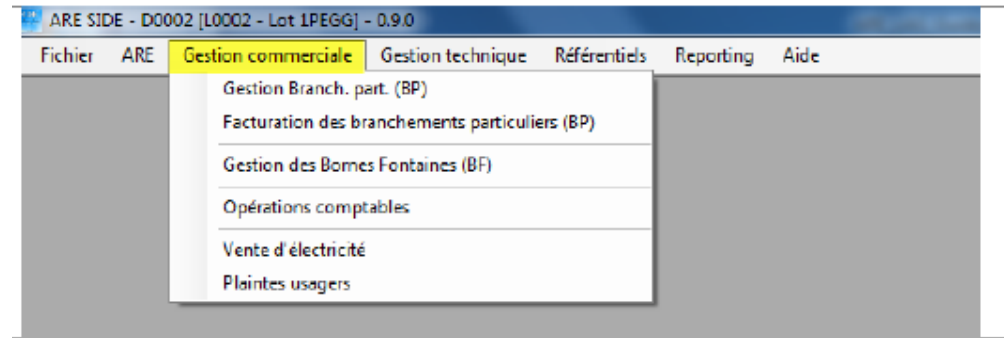 ARE SIDE - D0002 [L0002 - Lot 1PEGG] - 0.9.0
Fichier ARE Gestion commerciale Gestion technique Référentiels Reporting Aide
Gestion Branch. part. (BP)
Facturation des branchements particuliers (BP)
Gestion des Bornes Fontaines (BF)
Opérations comptables
Vente d'électricité
Plaintes usagers